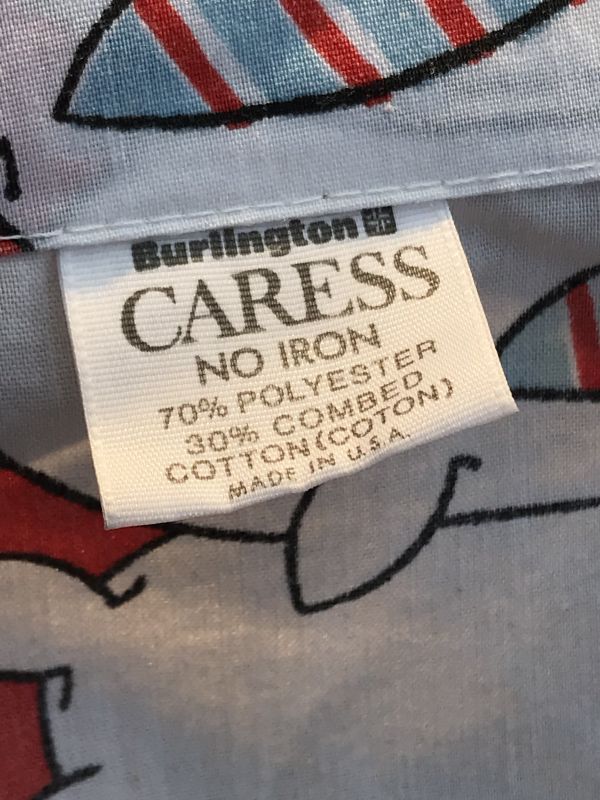 Burlington
CARESS
NO IRON
70% POLYESTER
30% COMBED
COTTON (COTON)
MADE IN U.S.A.